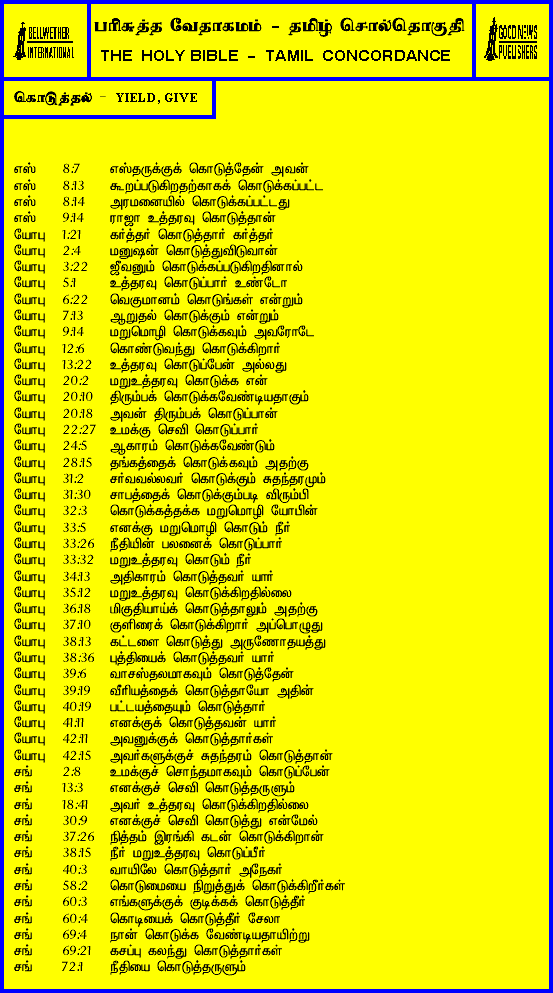 BELLWETHER INTERNATIONAL
பரிசுத்த வேதாகமம் - தமிழ் சொல்தொகுதி
THE HOLY BIBLE - TAMIL CONCORDANCE
GOOD NEWS PUBLISHERS
கொடுத்தல் - YIELD, GIVE
எஸ் 8:7 எஸ்தருக்குக் கொடுத்தேன் அவன்
எஸ் 8:13 கூறப்படுகிறதற்காகக் கொடுக்கப்பட்ட
எஸ் 8:14 அரமனையில் கொடுக்கப்பட்டது
எஸ் 9:14 ராஜா உத்தரவு கொடுத்தான்
யோபு 1:21 கர்த்தர் கொடுத்தார் கர்த்தர்
யோபு 2:4 மனுஷன் கொடுத்துவிடுவான்
யோபு 3:22 ஜீவனும் கொடுக்கப்படுகிறதினால்
யோபு 5:1 உத்தரவு கொடுப்பார் உண்டோ
யோபு 6:22 வெகுமானம் கொடுங்கள் என்றும்
யோபு 7:13 ஆறுதல் கொடுக்கும் என்றும்
யோபு 9:14 மறுமொழி கொடுக்கவும் அவரோடே
யோபு 12:6 கொண்டுவந்து கொடுக்கிறார்
யோபு 13:22 உத்தரவு கொடுப்பேன் அல்லது
யோபு 20:2 மறுஉத்தரவு கொடுக்க என்
யோபு 20:10 திரும்பக் கொடுக்கவேண்டியதாகும்
யோபு 20:18 அவன் திரும்பக் கொடுப்பான்
யோபு 22:27 உமக்கு செவி கொடுப்பார்
யோபு 24:5 ஆகாரம் கொடுக்கவேண்டும்
யோபு 28:15 தங்கத்தைக் கொடுக்கவும் அதற்கு
யோபு 31:2 சர்வவல்லவர் கொடுக்கும் சுதந்தரமும்
யோபு 31:30 சாபத்தைக் கொடுக்கும்படி விரும்பி
யோபு 32:3 கொடுக்கத்தக்க மறுமொழி யோபின்
யோபு 33:5 எனக்கு மறுமொழி கொடும் நீர்
யோபு 33:26 நீதியின் பலனைக் கொடுப்பார்
யோபு 33:32 மறுஉத்தரவு கொடும் நீர்
யோபு 34:13 அதிகாரம் கொடுத்தவர் யார்
யோபு 35:12 மறுஉத்தரவு கொடுக்கிறதில்லை
யோபு 36:18 மிகுதியாய்க் கொடுத்தாலும் அதற்கு
யோபு 37:10 குளிரைக் கொடுக்கிறார் அப்பொழுது
யோபு 38:13 கட்டளை கொடுத்து அருணோதயத்து
யோபு 38:36 புத்தியைக் கொடுத்தவர் யார்
யோபு 39:6 வாசஸ்தலமாகவும் கொடுத்தேன்
யோபு 39:19 வீரியத்தைக் கொடுத்தாயோ அதின்
யோபு 40:19 பட்டயத்தையும் கொடுத்தார்
யோபு 41:11 எனக்குக் கொடுத்தவன் யார்
யோபு 42:11 அவனுக்குக் கொடுத்தார்கள்
யோபு 42:15 அவர்களுக்குச் சுதந்தரம் கொடுத்தான்
சங் 2:8 உமக்குச் சொந்தமாகவும் கொடுப்பேன்
சங் 13:3 எனக்குச் செவி கொடுத்தருளும்
சங் 18:41 அவர் உத்தரவு கொடுக்கிறதில்லை
சங் 30:9 எனக்குச் செவி கொடுத்து என்மேல்
சங் 37:26 நித்தம் இரங்கி கடன் கொடுக்கிறான்
சங் 38:15 நீர் மறுஉத்தரவு கொடுப்பீர்
சங் 40:3 வாயிலே கொடுத்தார் அநேகர்
சங் 58:2 கொடுமையை நிறுத்துக் கொடுக்கிறீர்கள்
சங் 60:3 எங்களுக்குக் குடிக்கக் கொடுத்தீர்
சங் 60:4 கொடியைக் கொடுத்தீர் சேலா
சங் 69:4 நான் கொடுக்க வேண்டியதாயிற்று
சங் 69:21 கசப்பு கலந்து கொடுத்தார்கள்
சங் 72:1 நீதியை கொடுத்தருளும்